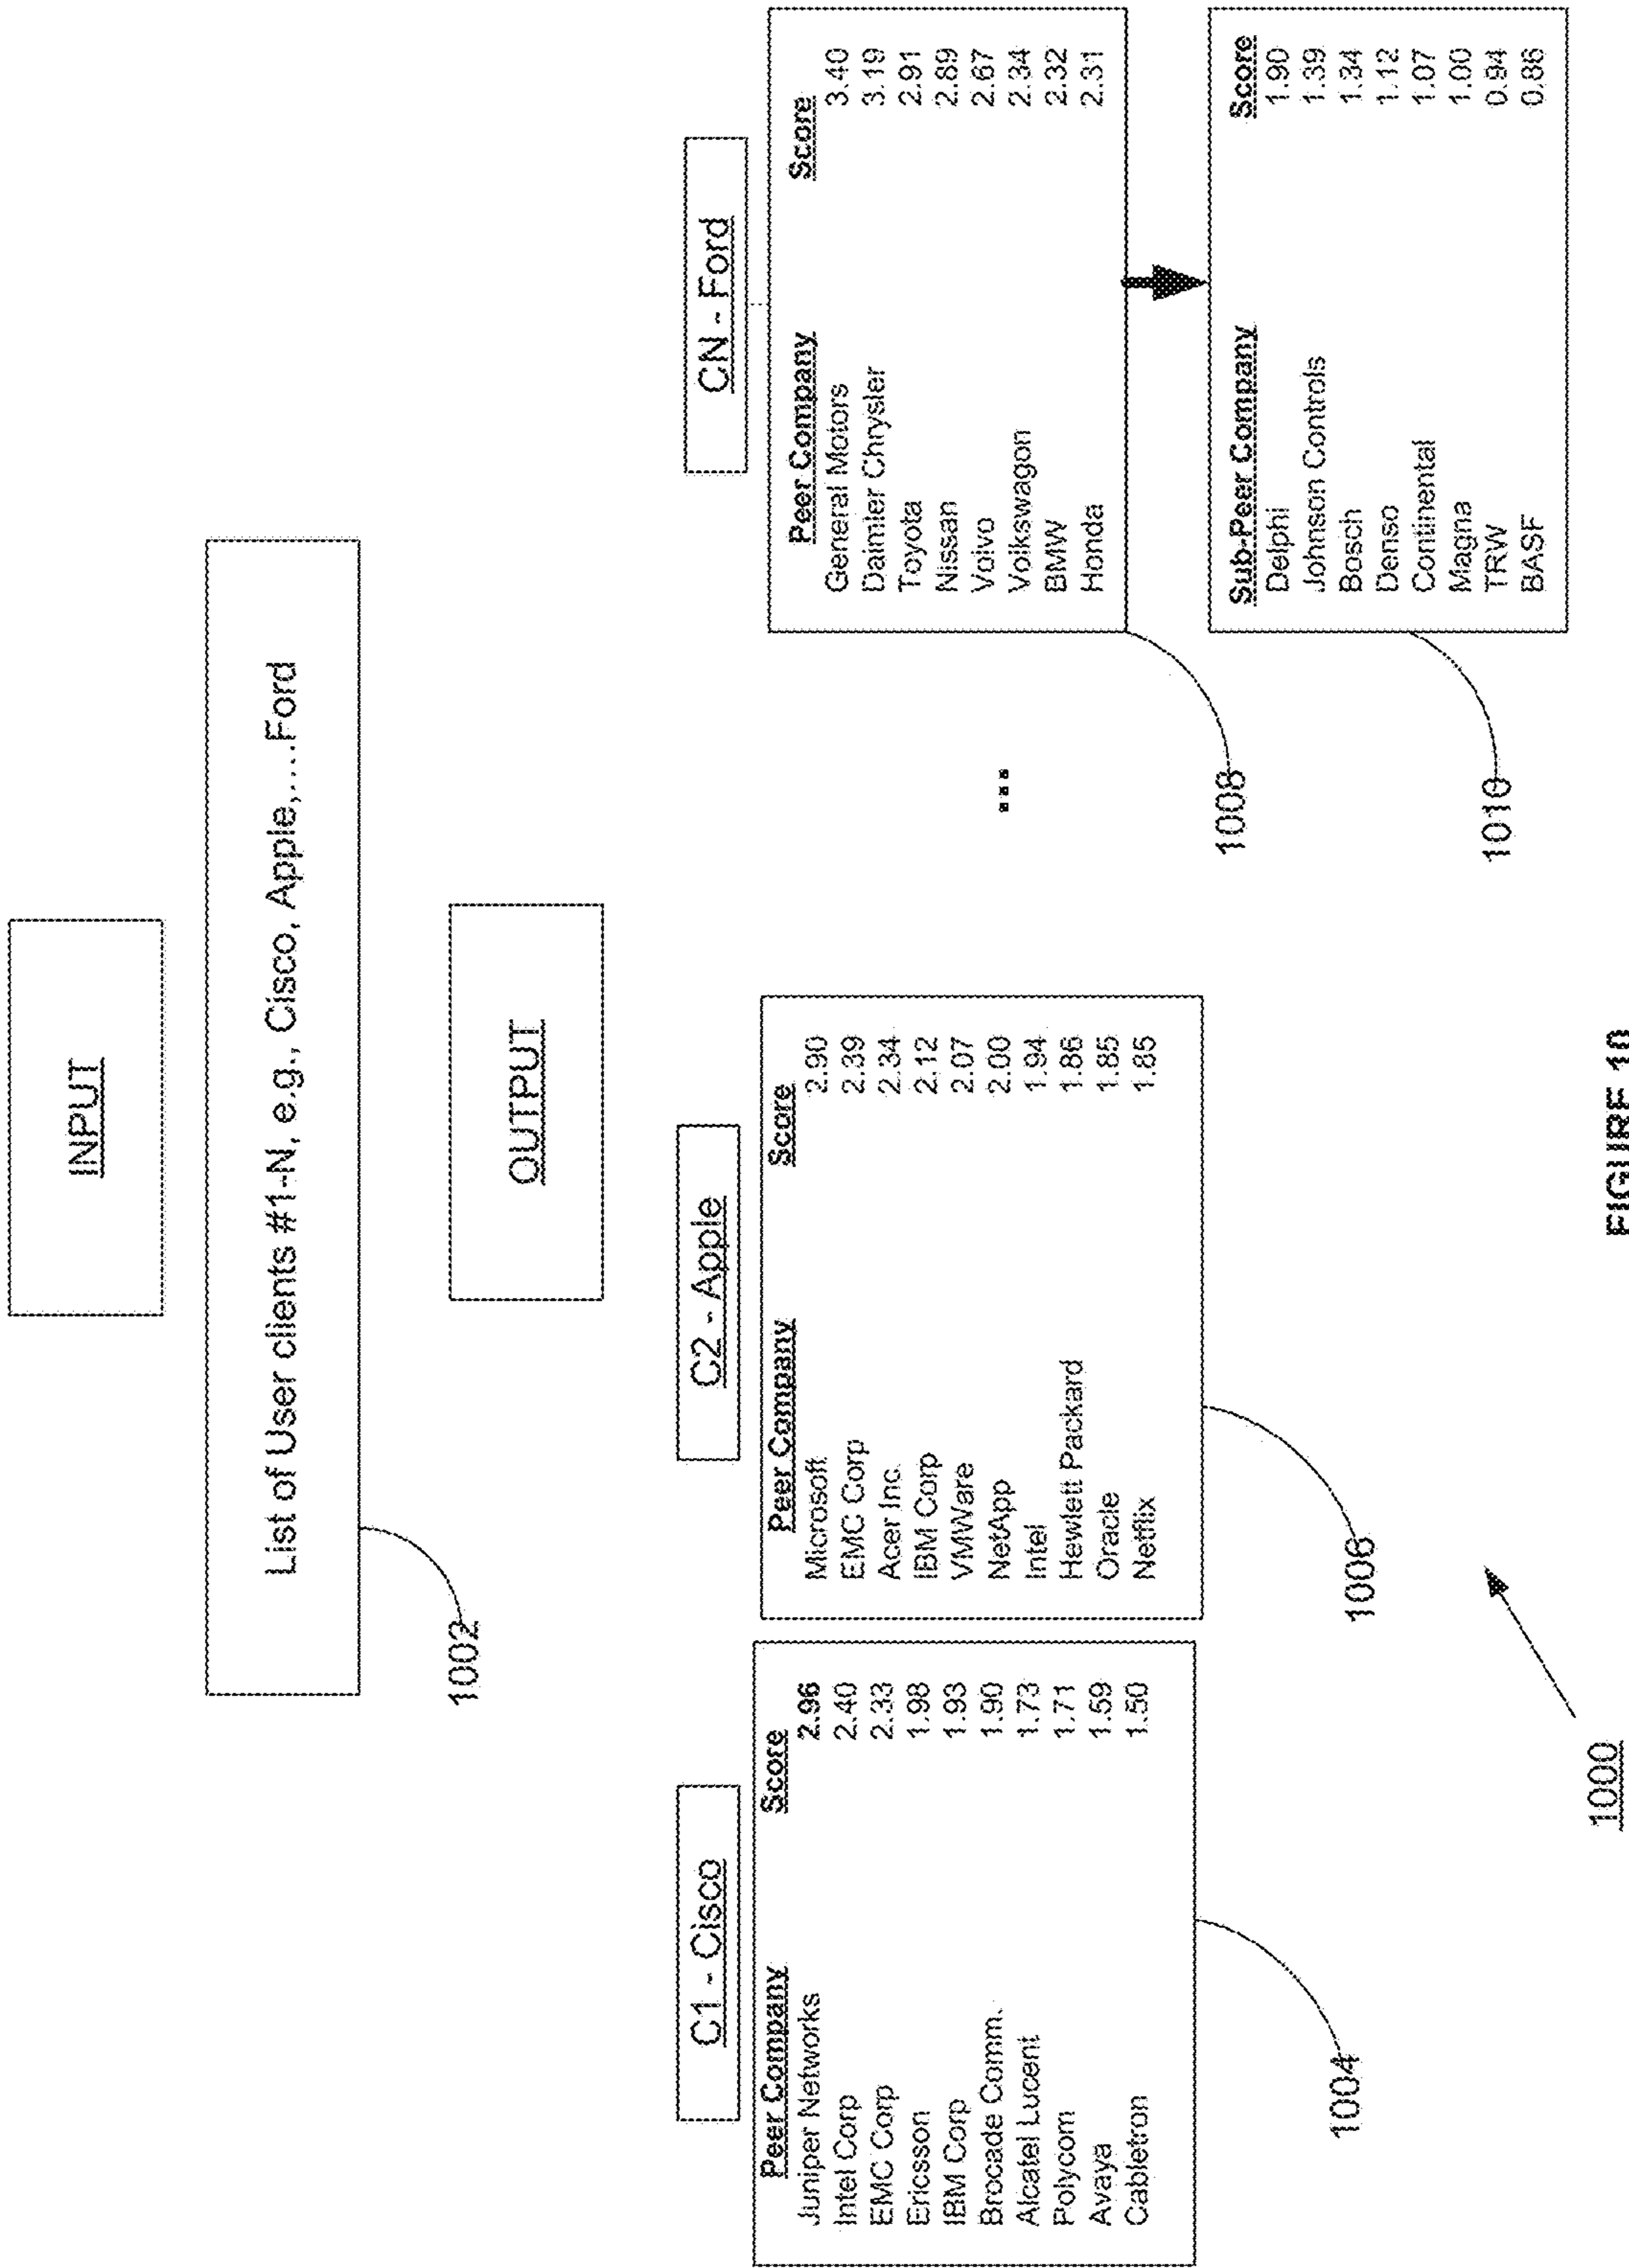 INPUT
List of User clients #1-N, e.g., Cisco, Apple,....Ford
1002
OUTPUT
C1 - Cisco
Peer Company Score
Juniper Networks 2.96
Intel Corp 2.40
EMC Corp 2.33
Ericsson 1.98
IBM Corp 1.93
Brocade Comm. 1.90
Alcatel Lucent 1.73
Polycom 1.71
Avaya 1.59
Cabletron 1.50
1004
C2 - Apple
Peer Company Score
Microsoft 2.90
EMC Corp 2.39
Acer Inc. 2.34
IBM Corp 2.12
VMWare 2.07
NetApp 2.00
Intel 1.94
Hewlett Packard 1.86
Oracle 1.85
Netflix 1.85
1006
...
CN - Ford
Peer Company Score
General Motors 3.40
Daimler Chrysler 3.19
Toyota 2.91
Nissan 2.89
Volvo 2.67
Volkswagon 2.34
BMW 2.32
Honda 2.31
1008
Sub-Peer Company Score
Delphi 1.90
Johnson Controls 1.39
Bosch 1.34
Denso 1.12
Continental 1.07
Magna 1.00
TRW 0.94
BASF 0.86
1010
1000
FIGURE 10